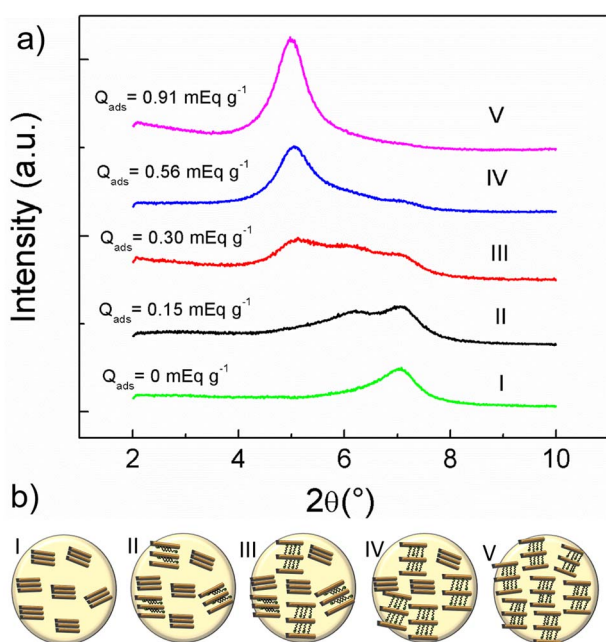 a)
Q_ads = 0.91 mEq g⁻¹
V
Q_ads = 0.56 mEq g⁻¹
IV
Q_ads = 0.30 mEq g⁻¹
III
Q_ads = 0.15 mEq g⁻¹
II
Q_ads = 0 mEq g⁻¹
I
Intensity (a.u.)
2 4 6 8 10
2θ(°)
b)
I II III IV V